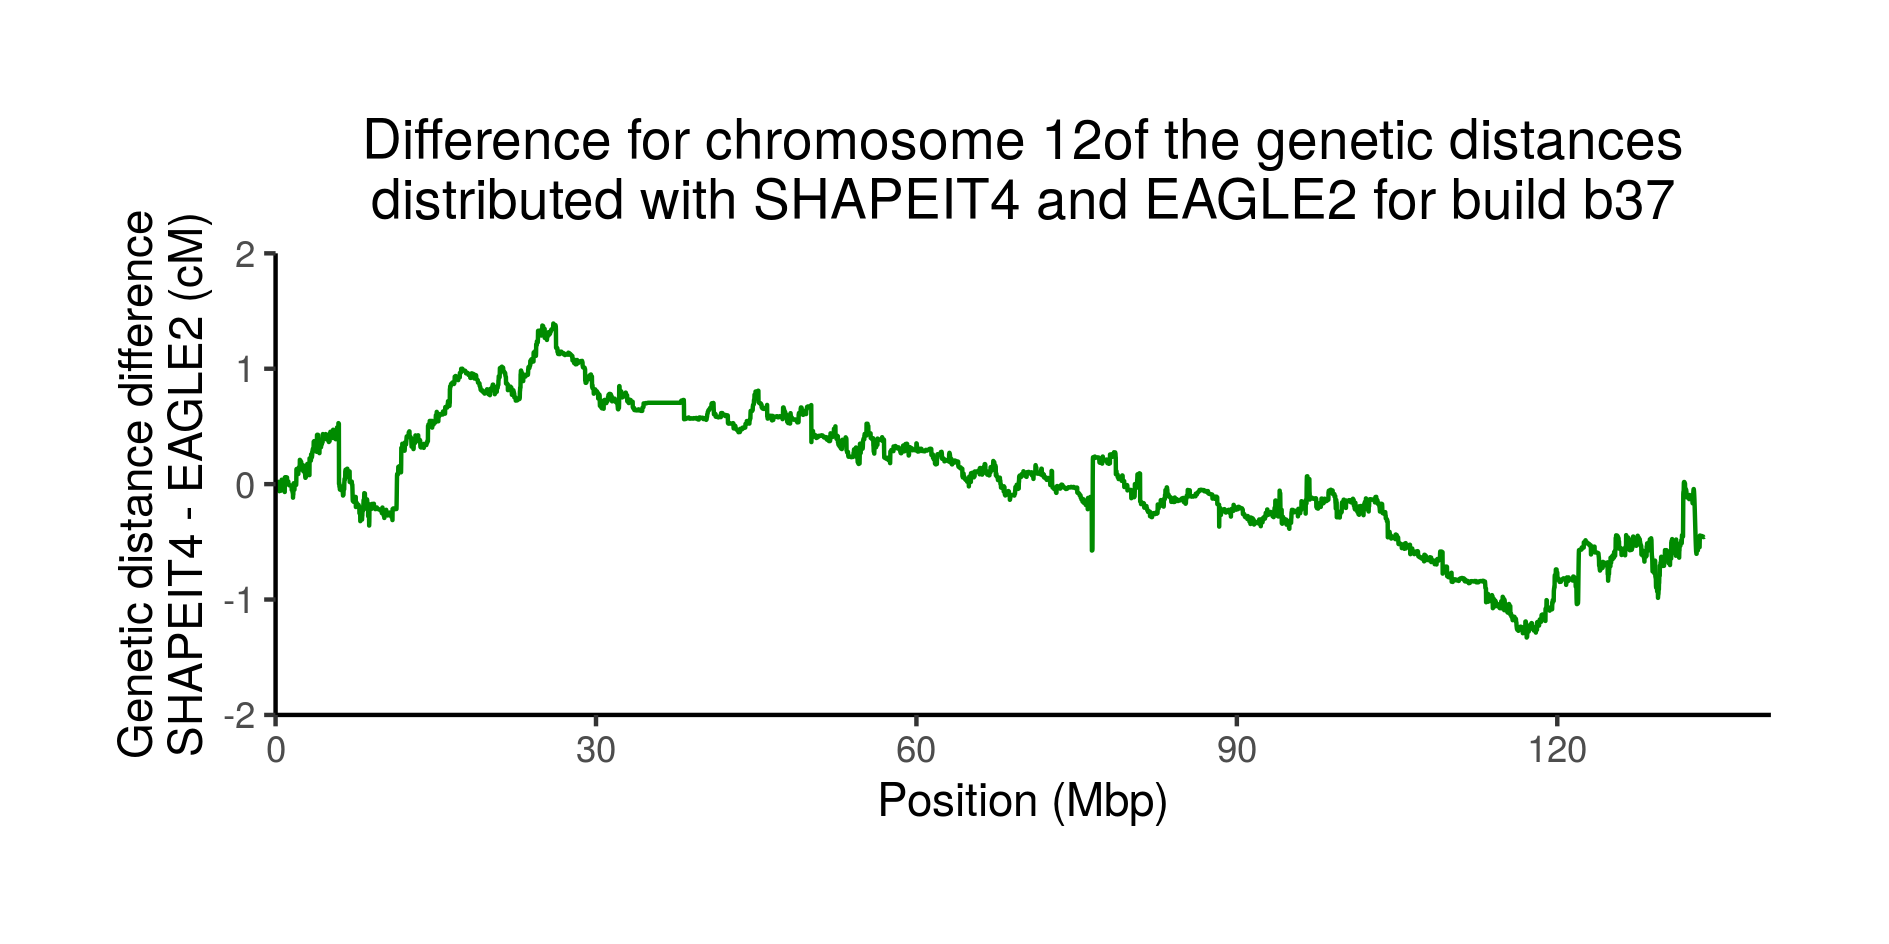 Difference for chromosome 12of the genetic distances
distributed with SHAPEIT4 and EAGLE2 for build b37
Genetic distance difference
SHAPEIT4 - EAGLE2 (cM)
2
1
0
-1
-2
0
30
60
90
120
Position (Mbp)